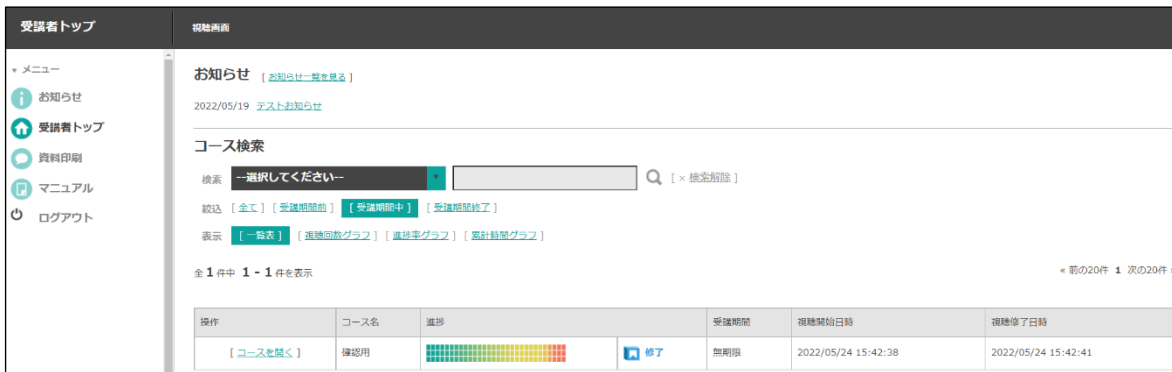 受講者トップ 視聴画面
メニュー
お知らせ
受講者トップ
資料印刷
マニュアル
ログアウト
お知らせ [ お知らせ一覧を見る ]
2022/05/19 テストお知らせ
コース検索
検索 --選択してください-- [ × 検索解除 ]
絞込 [ 全て ] [ 受講期間前 ] [ 受講期間中 ] [ 受講期間終了 ]
表示 [ 一覧表 ] [ 視聴回数グラフ ] [ 進捗率グラフ ] [ 累計時間グラフ ]
全 1 件中 1 - 1 件を表示 « 前の20件 1 次の20件 »
操作 コース名 進捗 受講期間 視聴開始日時 視聴修了日時
[ コースを開く ] 確認用 修了 無期限 2022/05/24 15:42:38 2022/05/24 15:42:41